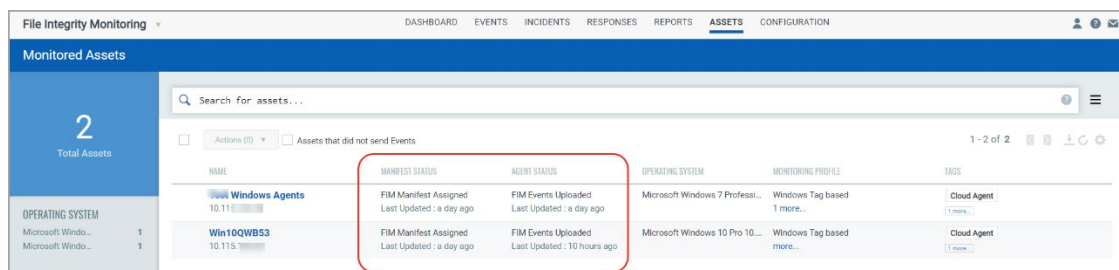 File Integrity Monitoring
DASHBOARD EVENTS INCIDENTS RESPONSES REPORTS ASSETS CONFIGURATION
Monitored Assets
2
Total Assets
Search for assets...
Actions (0)
Assets that did not send Events
1 - 2 of 2
NAME MANIFEST STATUS AGENT STATUS OPERATING SYSTEM MONITORING PROFILE TAGS
Windows Agents FIM Manifest Assigned FIM Events Uploaded Microsoft Windows 7 Professi... Windows Tag based Cloud Agent
10.11 Last Updated : a day ago Last Updated : a day ago 1 more... 1 more...
OPERATING SYSTEM
Microsoft Windo... 1
Microsoft Windo... 1
Win10QWB53 FIM Manifest Assigned FIM Events Uploaded Microsoft Windows 10 Pro 10.... Windows Tag based Cloud Agent
10.115. Last Updated : a day ago Last Updated : 10 hours ago more... 1 more...